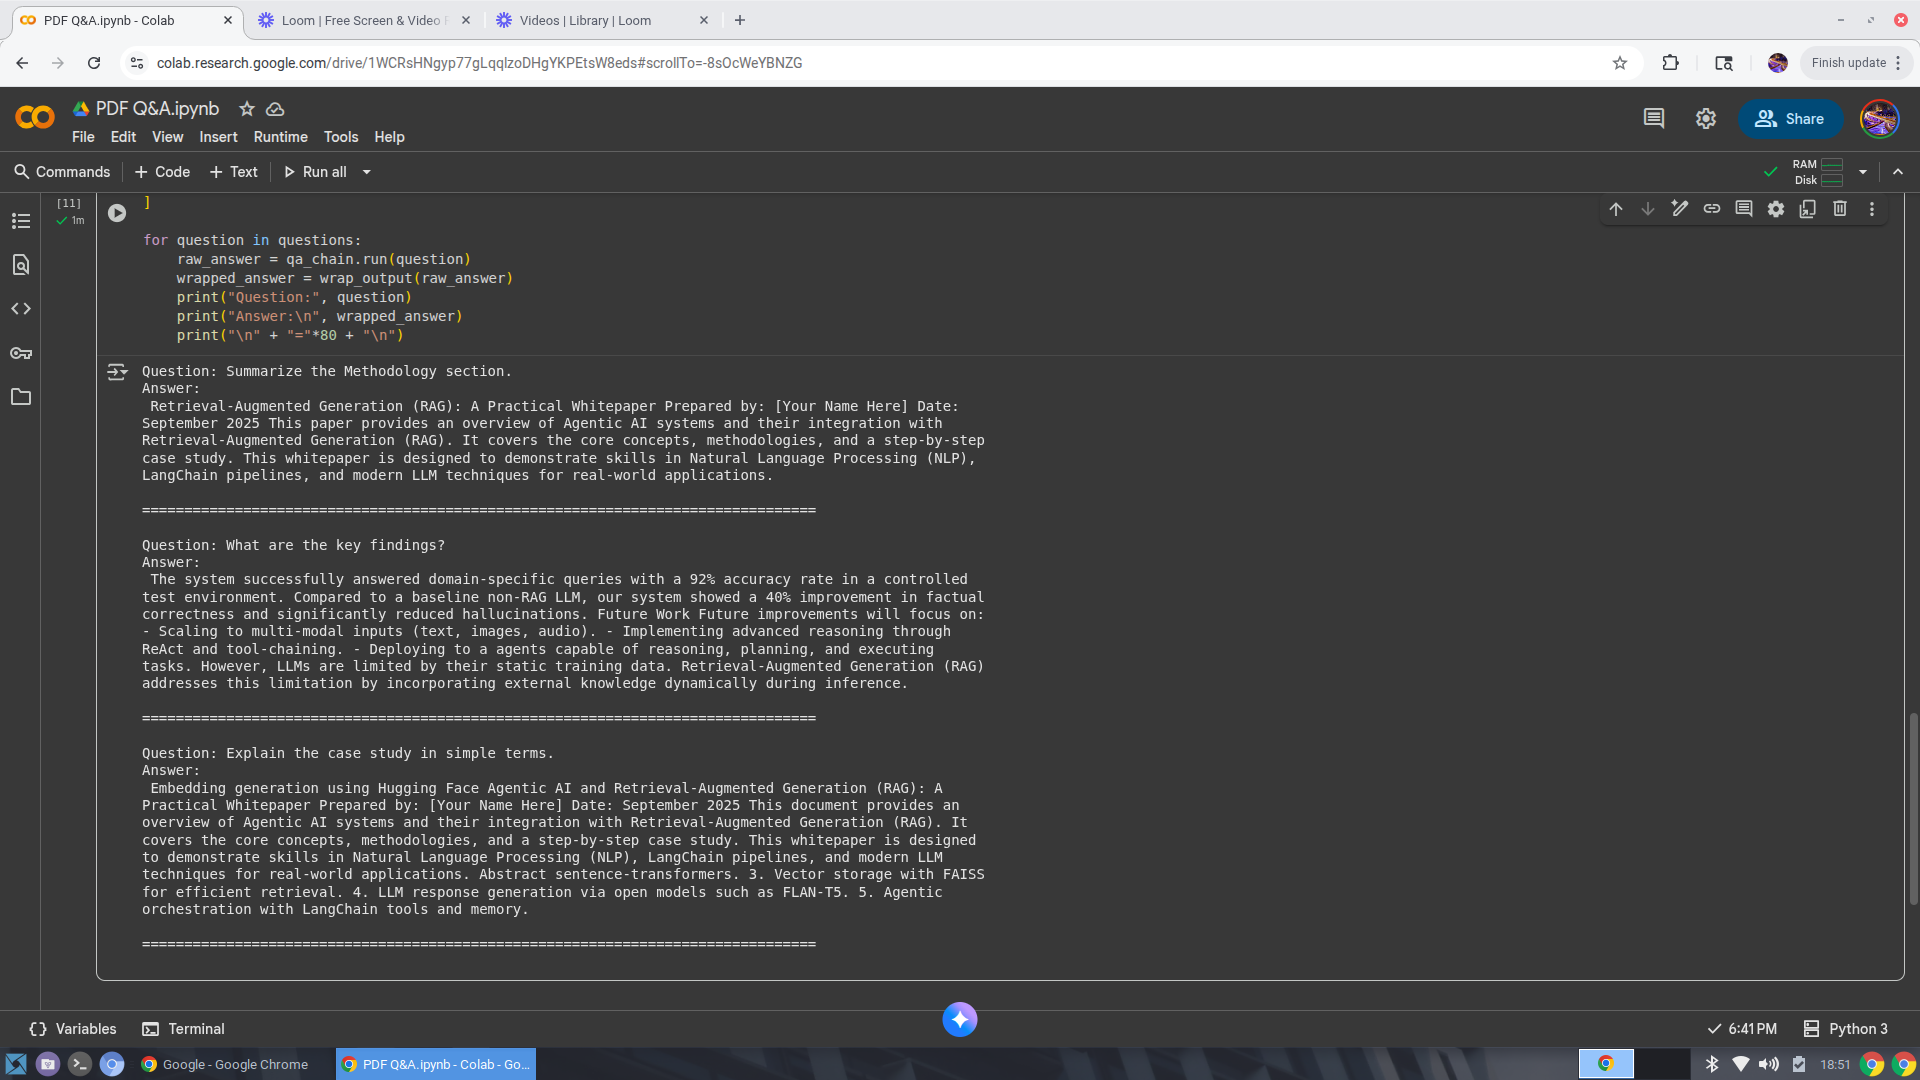 PDF Q&A.ipynb - Colab
Loom | Free Screen & Video
Videos | Library | Loom
colab.research.google.com/drive/1WCRsHNgyp77gLqqIzoDHgYKPEtsW8eds#scrollTo=-8sOcWeYBNZG
Finish update
PDF Q&A.ipynb
File Edit View Insert Runtime Tools Help
Share
Commands + Code + Text Run all
RAM
Disk
[11]
1m
]
for question in questions:
    raw_answer = qa_chain.run(question)
    wrapped_answer = wrap_output(raw_answer)
    print("Question:", question)
    print("Answer:\n", wrapped_answer)
    print("\n" + "="*80 + "\n")
Question: Summarize the Methodology section.
Answer:
 Retrieval-Augmented Generation (RAG): A Practical Whitepaper Prepared by: [Your Name Here] Date:
September 2025 This paper provides an overview of Agentic AI systems and their integration with
Retrieval-Augmented Generation (RAG). It covers the core concepts, methodologies, and a step-by-step
case study. This whitepaper is designed to demonstrate skills in Natural Language Processing (NLP),
LangChain pipelines, and modern LLM techniques for real-world applications.
================================================================================
Question: What are the key findings?
Answer:
 The system successfully answered domain-specific queries with a 92% accuracy rate in a controlled
test environment. Compared to a baseline non-RAG LLM, our system showed a 40% improvement in factual
correctness and significantly reduced hallucinations. Future Work Future improvements will focus on:
- Scaling to multi-modal inputs (text, images, audio). - Implementing advanced reasoning through
ReAct and tool-chaining. - Deploying to a agents capable of reasoning, planning, and executing
tasks. However, LLMs are limited by their static training data. Retrieval-Augmented Generation (RAG)
addresses this limitation by incorporating external knowledge dynamically during inference.
================================================================================
Question: Explain the case study in simple terms.
Answer:
 Embedding generation using Hugging Face Agentic AI and Retrieval-Augmented Generation (RAG): A
Practical Whitepaper Prepared by: [Your Name Here] Date: September 2025 This document provides an
overview of Agentic AI systems and their integration with Retrieval-Augmented Generation (RAG). It
covers the core concepts, methodologies, and a step-by-step case study. This whitepaper is designed
to demonstrate skills in Natural Language Processing (NLP), LangChain pipelines, and modern LLM
techniques for real-world applications. Abstract sentence-transformers. 3. Vector storage with FAISS
for efficient retrieval. 4. LLM response generation via open models such as FLAN-T5. 5. Agentic
orchestration with LangChain tools and memory.
================================================================================
Variables Terminal
6:41 PM Python 3
Google - Google Chrome
PDF Q&A.ipynb - Colab - Go...
18:51